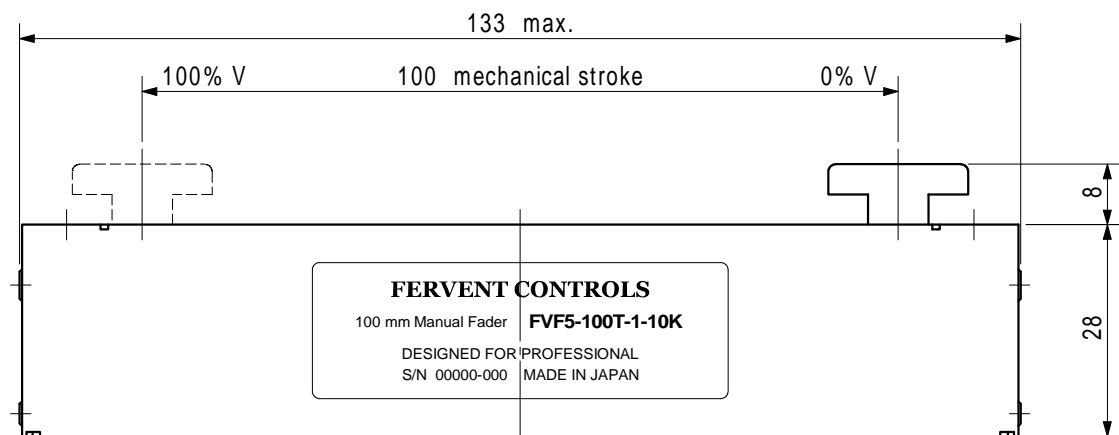 133 max.
100% V 100 mechanical stroke 0% V
8
28
FERVENT CONTROLS
100 mm Manual Fader FVF5-100T-1-10K
DESIGNED FOR PROFESSIONAL
S/N 00000-000 MADE IN JAPAN